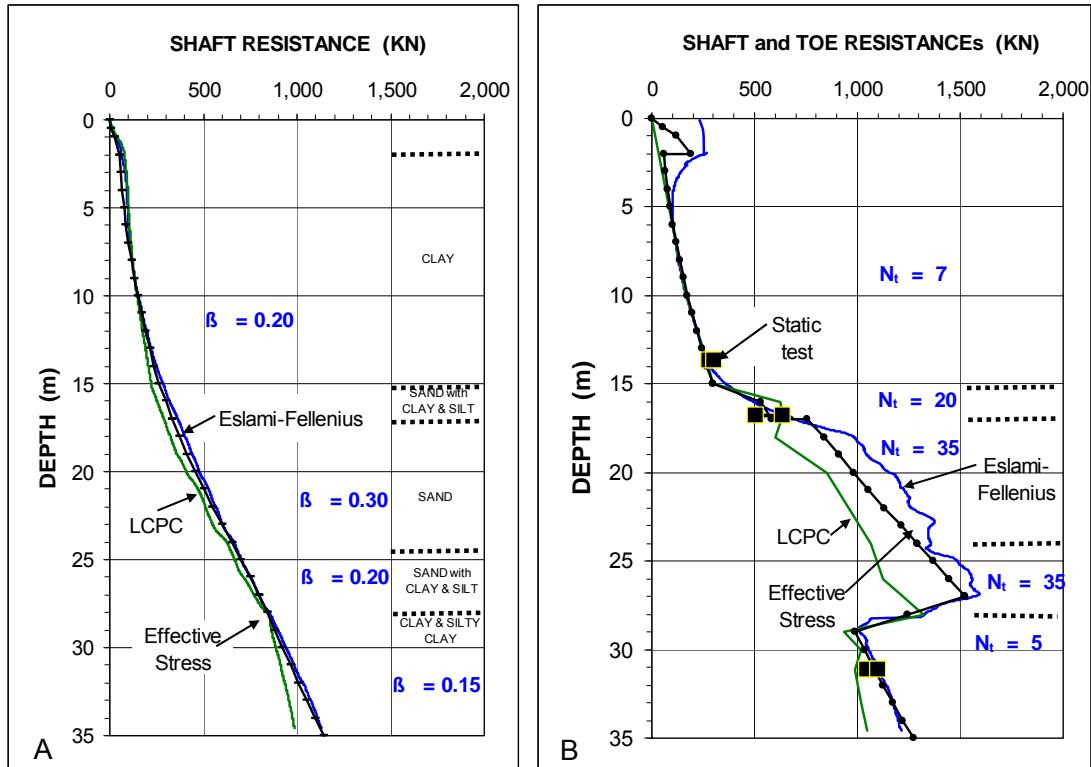 SHAFT RESISTANCE (KN)
0 500 1,000 1,500 2,000
0
5
10
15
20
25
30
35
DEPTH (m)
CLAY
ß = 0.20
SAND with
CLAY & SILT
Eslami-Fellenius
SAND
ß = 0.30
LCPC
ß = 0.20
SAND with
CLAY & SILT
CLAY & SILTY
CLAY
Effective
Stress
ß = 0.15
A
SHAFT and TOE RESISTANCEs (KN)
0 500 1,000 1,500 2,000
0
5
10
15
20
25
30
35
DEPTH (m)
Nt = 7
Static
test
Nt = 20
Nt = 35
Eslami-
Fellenius
LCPC
Effective
Stress
Nt = 35
Nt = 5
B